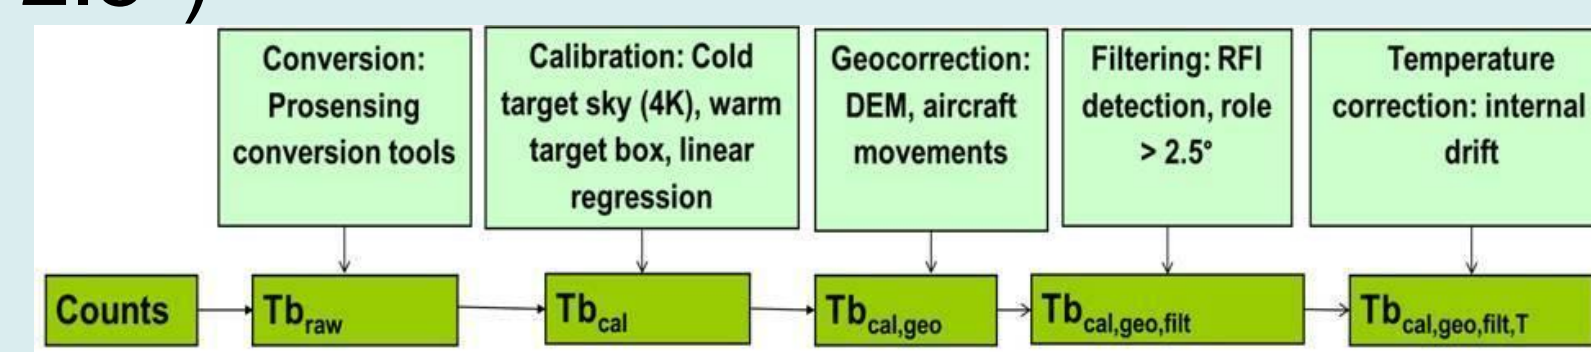 Conversion:
Prosensing
conversion tools
Calibration: Cold
target sky (4K), warm
target box, linear
regression
Geocorrection:
DEM, aircraft
movements
Filtering: RFI
detection, role
> 2.5°
Temperature
correction: internal
drift
Counts
Tbraw
Tbcal
Tbcal,geo
Tbcal,geo,filt
Tbcal,geo,filt,T